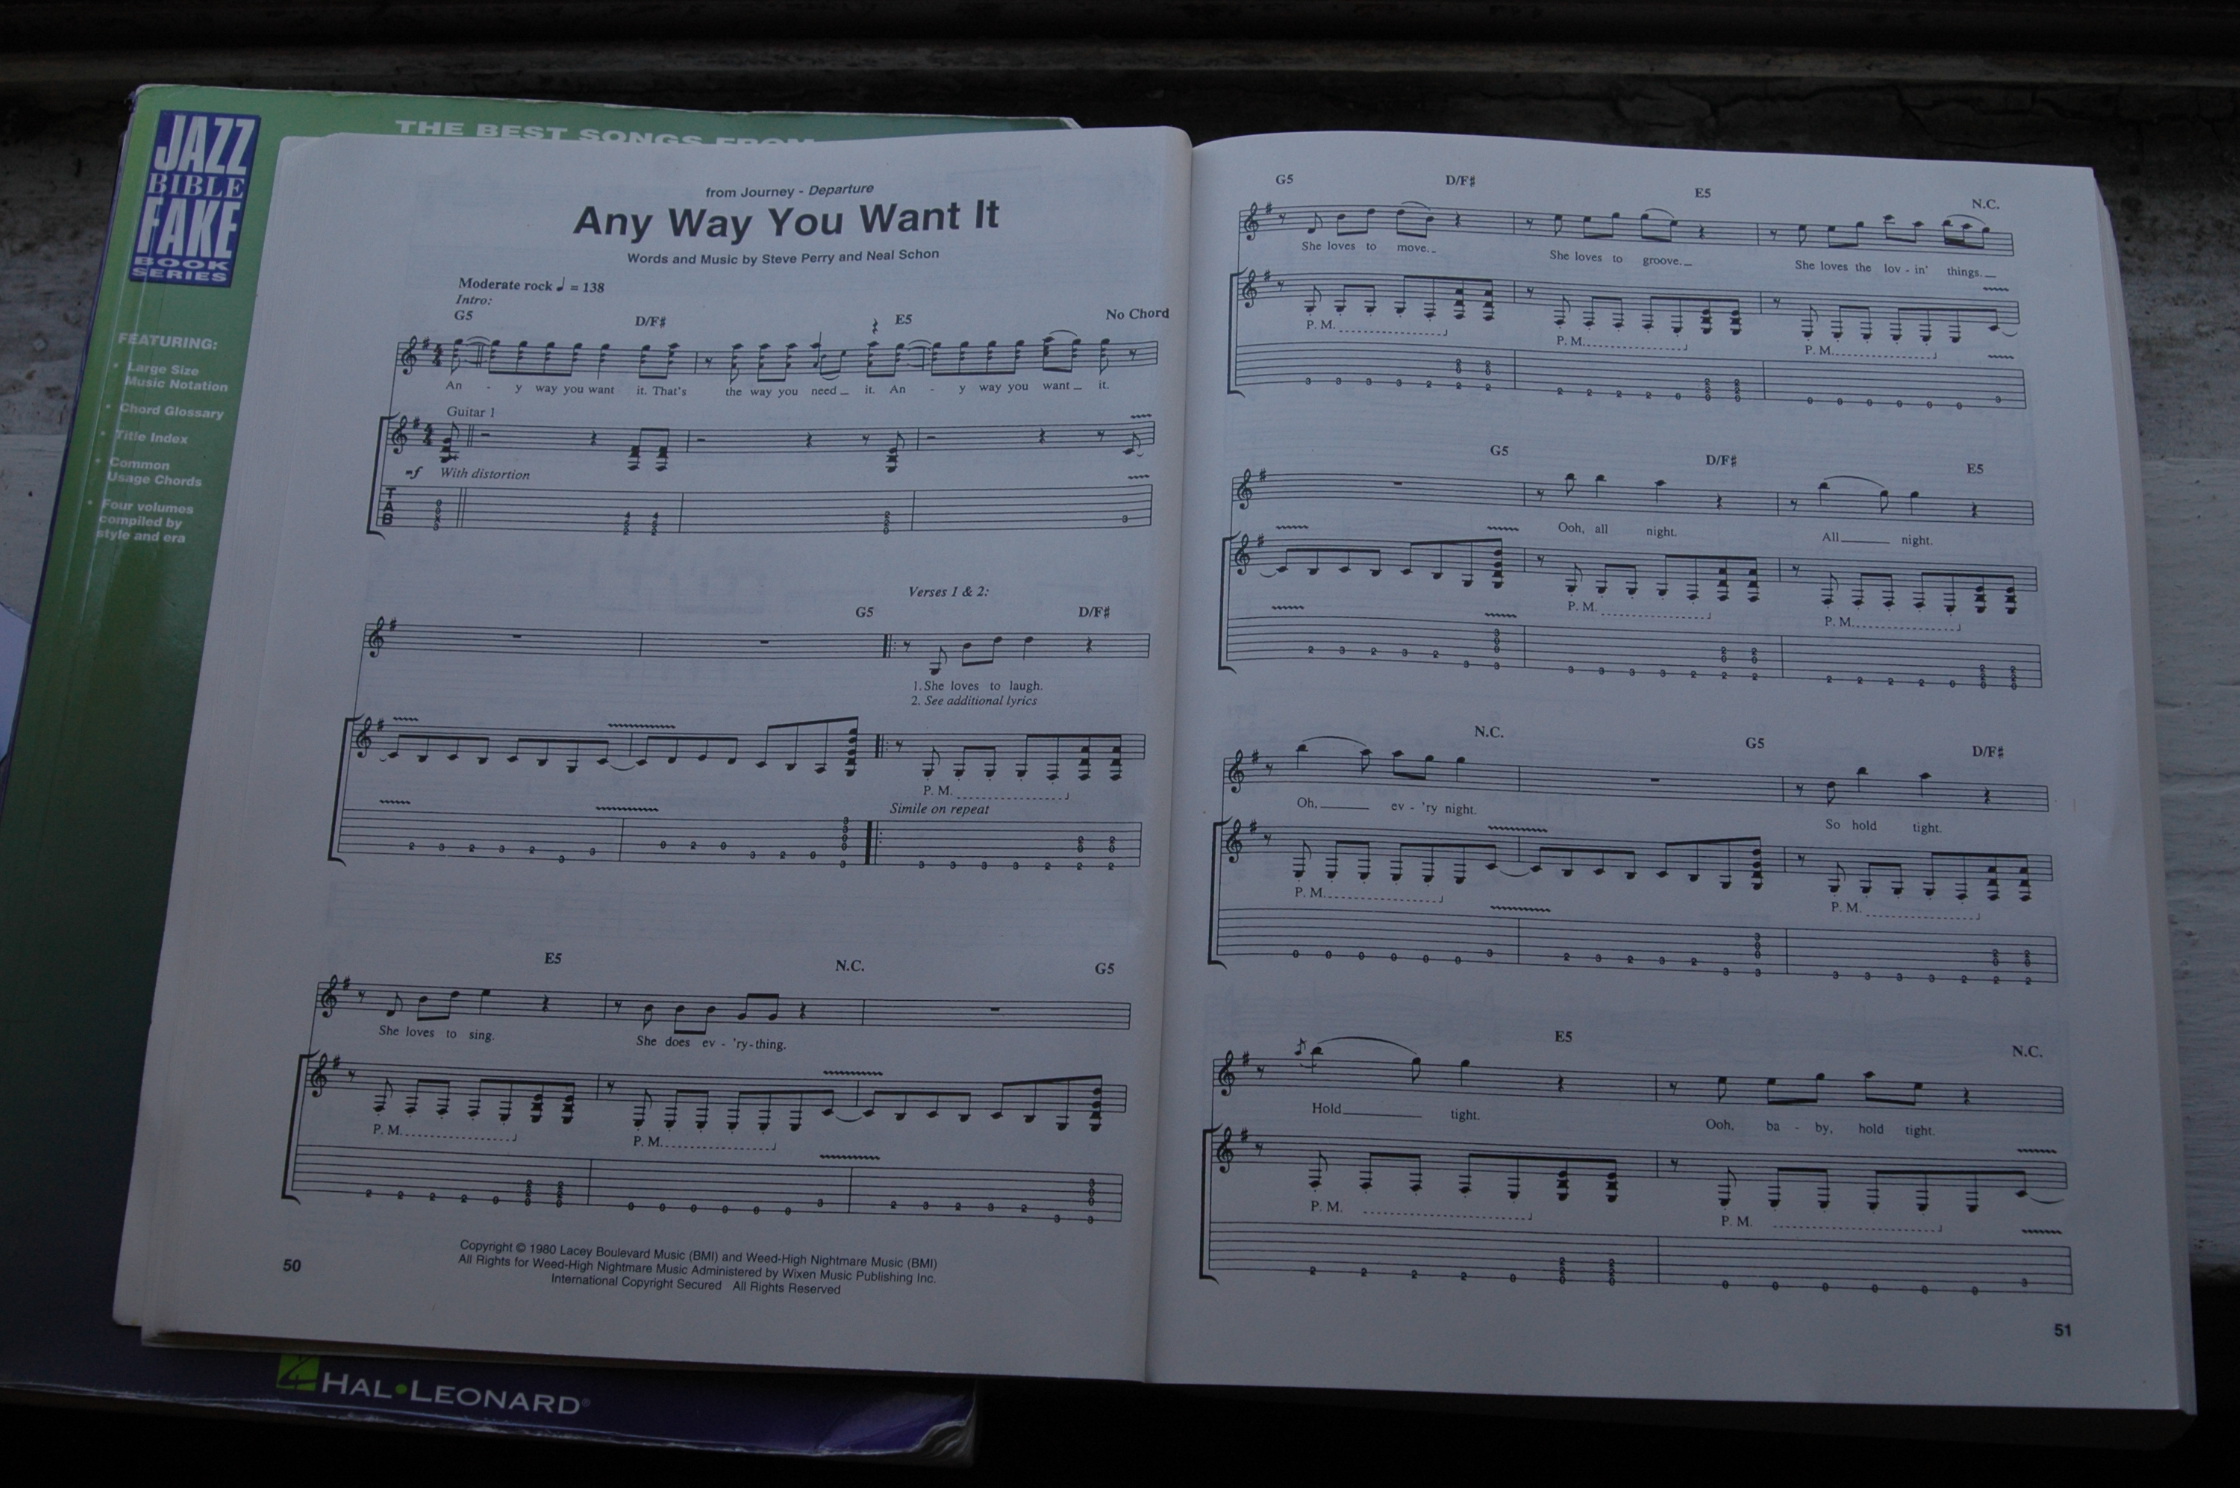 JAZZ
BIBLE
FAKE
BOOK
SERIES
THE BEST SONGS FROM
FEATURING:
• Large Size
Music Notation
• Chord Glossary
• Title Index
• Common
Usage Chords
• Four volumes
compiled by
style and era
HAL•LEONARD®
from Journey - Departure
Any Way You Want It
Words and Music by Steve Perry and Neal Schon
Moderate rock ♩ = 138
Intro:
G5 D/F♯ E5 No Chord
An - y way you want it. That's the way you need _ it. An - y way you want _ it.
Guitar 1
mf With distortion
T
A
B
Verses 1 & 2:
G5 D/F♯
1. She loves to laugh.
2. See additional lyrics
P. M.
Simile on repeat
E5 N.C. G5
She loves to sing. She does ev - 'ry - thing.
P. M. P. M.
50
Copyright © 1980 Lacey Boulevard Music (BMI) and Weed-High Nightmare Music (BMI)
All Rights for Weed-High Nightmare Music Administered by Wixen Music Publishing Inc.
International Copyright Secured All Rights Reserved
G5 D/F♯ E5 N.C.
She loves to move. _ She loves to groove. _ She loves the lov - in' things. _
P. M. P. M. P. M.
G5 D/F♯ E5
Ooh, all night. All _ night.
P. M. P. M.
N.C. G5 D/F♯
Oh, _ ev - 'ry night. So hold tight.
P. M. P. M.
E5 N.C.
Hold _ tight. Ooh, ba - by, hold tight.
P. M. P. M.
51